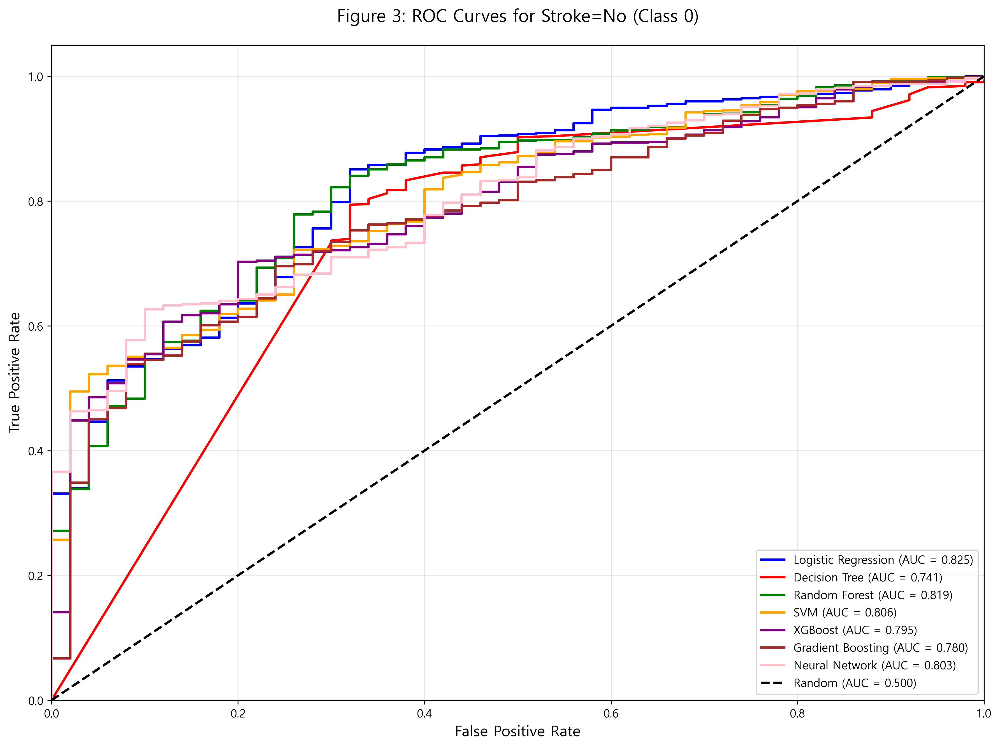 Figure 3: ROC Curves for Stroke=No (Class 0)
True Positive Rate
1.0
0.8
0.6
0.4
0.2
0.0
0.0 0.2 0.4 0.6 0.8 1.0
False Positive Rate
Logistic Regression (AUC = 0.825)
Decision Tree (AUC = 0.741)
Random Forest (AUC = 0.819)
SVM (AUC = 0.806)
XGBoost (AUC = 0.795)
Gradient Boosting (AUC = 0.780)
Neural Network (AUC = 0.803)
Random (AUC = 0.500)